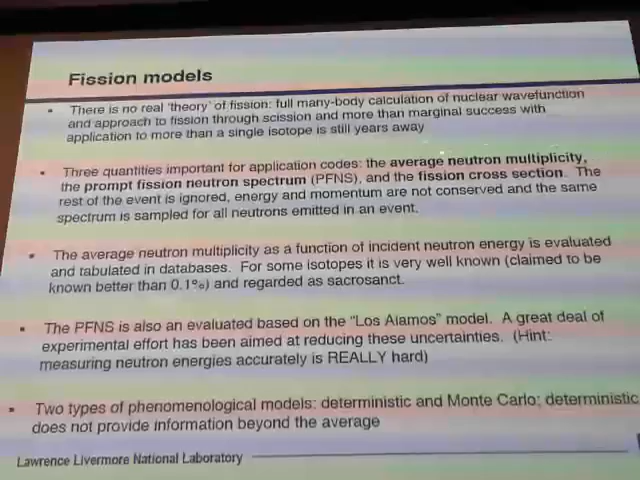 Fission models
• There is no real 'theory' of fission: full many-body calculation of nuclear wavefunction
and approach to fission through scission and more than marginal success with
application to more than a single isotope is still years away
• Three quantities important for application codes: the average neutron multiplicity,
the prompt fission neutron spectrum (PFNS), and the fission cross section. The
rest of the event is ignored, energy and momentum are not conserved and the same
spectrum is sampled for all neutrons emitted in an event.
• The average neutron multiplicity as a function of incident neutron energy is evaluated
and tabulated in databases. For some isotopes it is very well known (claimed to be
known better than 0.1%) and regarded as sacrosanct.
• The PFNS is also an evaluated based on the "Los Alamos" model. A great deal of
experimental effort has been aimed at reducing these uncertainties. (Hint:
measuring neutron energies accurately is REALLY hard)
• Two types of phenomenological models: deterministic and Monte Carlo; deterministic
does not provide information beyond the average
Lawrence Livermore National Laboratory